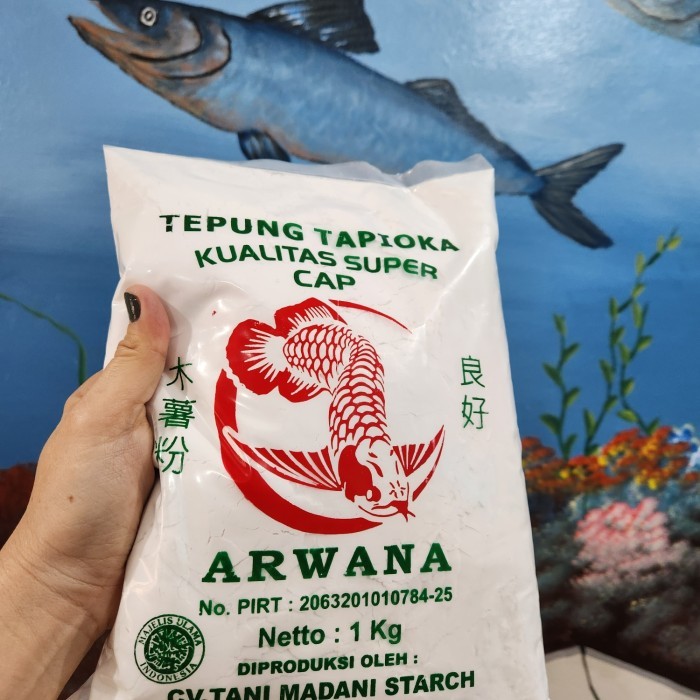 TEPUNG TAPIOKA
KUALITAS SUPER
CAP
木薯粉
良好
ARWANA
No. PIRT : 2063201010784-25
Netto : 1 Kg
MAJELIS ULAMA
INDONESIA
DIPRODUKSI OLEH :
CV.TANI MADANI STARCH